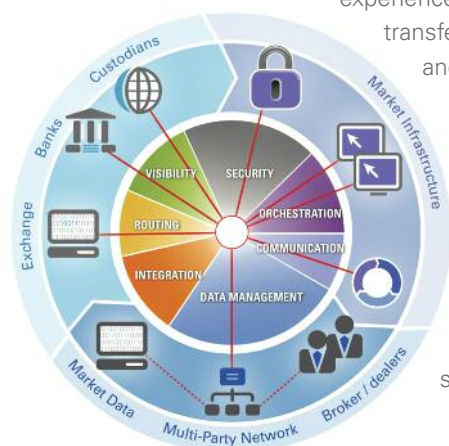 experience
transfe
and
s
Custodians
Banks
Exchange
Market Data
Multi-Party Network
Broker / dealers
Market Infrastructure
VISIBILITY
SECURITY
ROUTING
ORCHESTRATION
COMMUNICATION
INTEGRATION
DATA MANAGEMENT